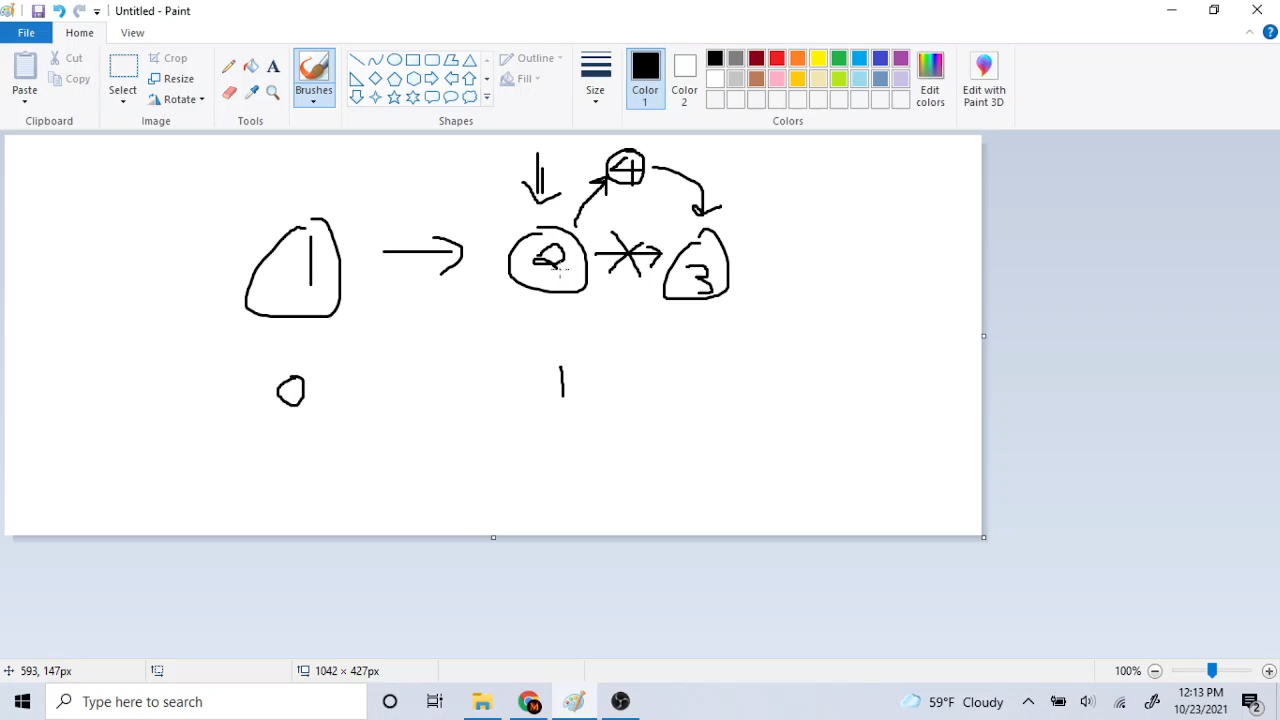 Untitled - Paint
File
Home
View
Paste
Cut
Copy
Clipboard
Select
Crop
Resize
Rotate
Image
A
Tools
Brushes
Outline
Fill
Shapes
Size
Color 1
Color 2
Edit colors
Colors
Edit with Paint 3D
4
1
2
3
0
1
593, 147px
1042 × 427px
100%
Type here to search
M
59°F Cloudy
12:13 PM
10/23/2021
2